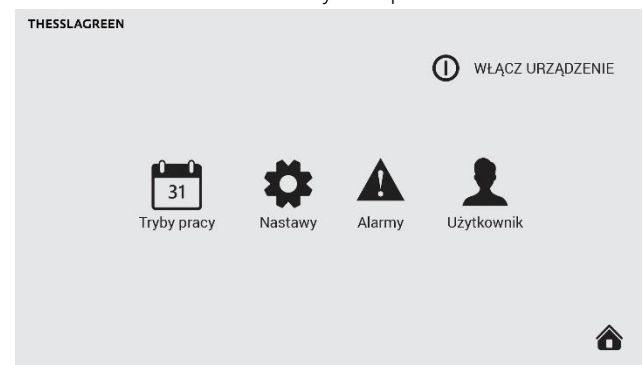 THESSLAGREEN
WŁĄCZ URZĄDZENIE
31
Tryby pracy Nastawy Alarmy Użytkownik